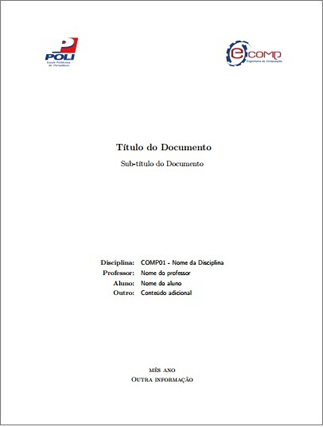 POLI
Escola Politécnica
de Pernambuco
ecomp
Engenharia da Computação
Título do Documento
Sub-título do Documento
Disciplina: COMP01 - Nome da Disciplina
Professor: Nome do professor
Aluno: Nome do aluno
Outro: Conteúdo adicional
MÊS ANO
OUTRA INFORMAÇÃO